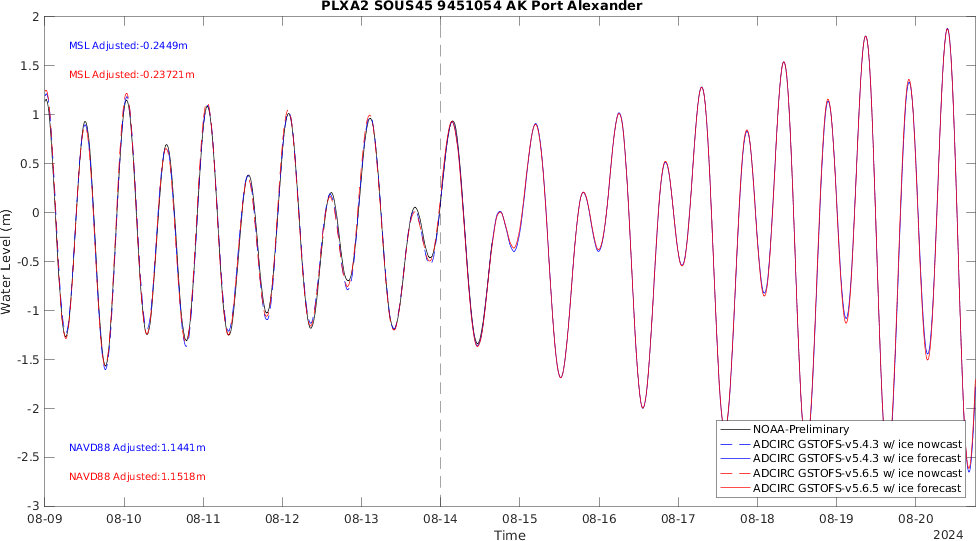 PLXA2 SOUS45 9451054 AK Port Alexander
MSL Adjusted:-0.2449m
MSL Adjusted:-0.23721m
NAVD88 Adjusted:1.1441m
NAVD88 Adjusted:1.1518m
Water Level (m)
2
1.5
1
0.5
0
-0.5
-1
-1.5
-2
-2.5
-3
NOAA-Preliminary
ADCIRC GSTOFS-v5.4.3 w/ ice nowcast
ADCIRC GSTOFS-v5.4.3 w/ ice forecast
ADCIRC GSTOFS-v5.6.5 w/ ice nowcast
ADCIRC GSTOFS-v5.6.5 w/ ice forecast
08-09 08-10 08-11 08-12 08-13 08-14 08-15 08-16 08-17 08-18 08-19 08-20
Time
2024